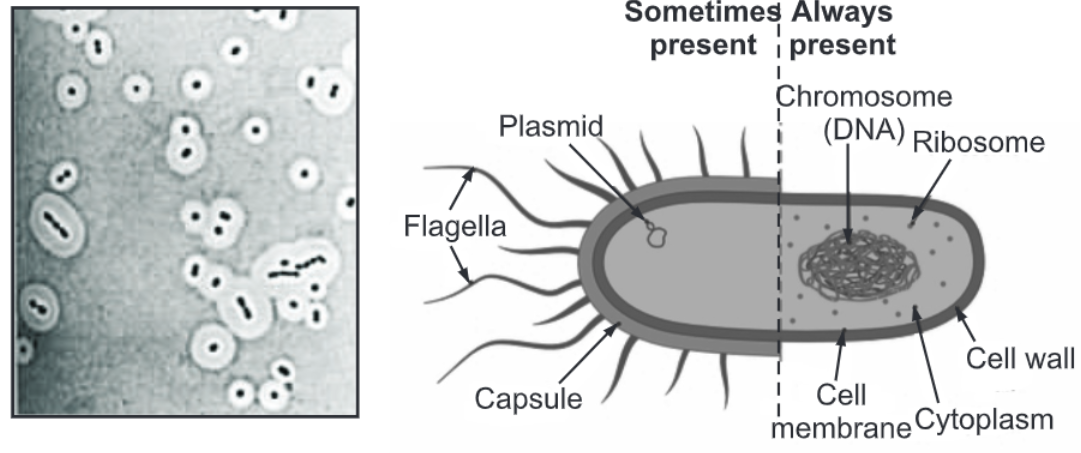 Sometimes Always
present present
Chromosome
(DNA)
Plasmid
Ribosome
Flagella
Capsule
Cell wall
Cell
membrane
Cytoplasm